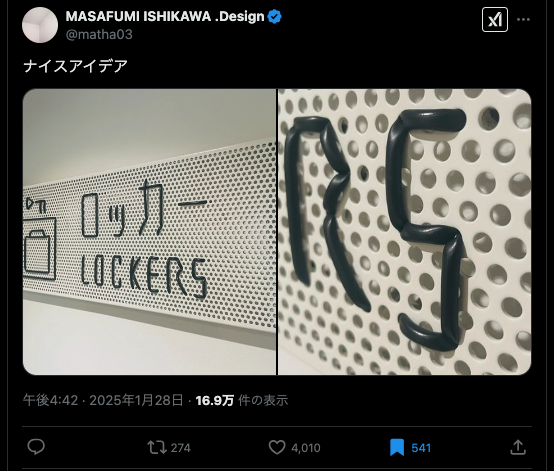 MASAFUMI ISHIKAWA .Design
@matha03
ナイスアイデア
ロッカー
LOCKERS
RS
午後4:42 · 2025年1月28日 · 16.9万 件の表示
274
4,010
541